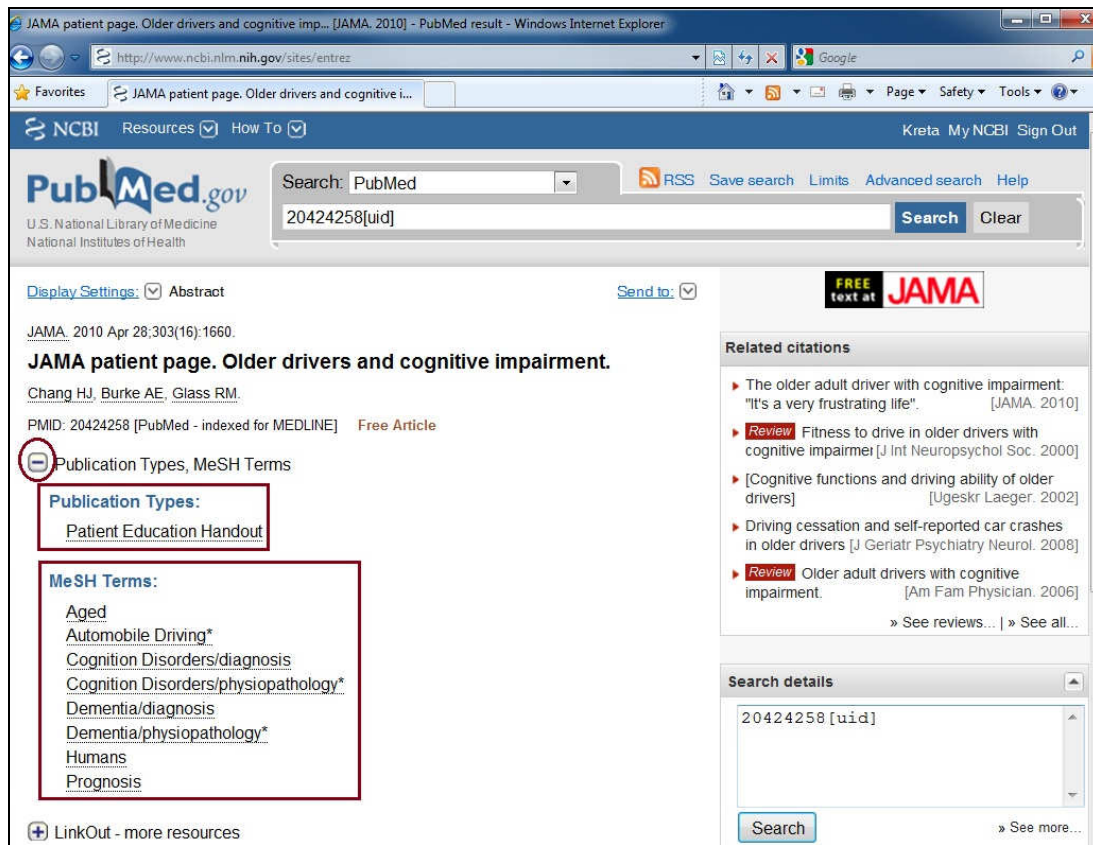 JAMA patient page. Older drivers and cognitive imp... [JAMA. 2010] - PubMed result - Windows Internet Explorer
http://www.ncbi.nlm.nih.gov/sites/entrez
Google
Favorites
JAMA patient page. Older drivers and cognitive i...
Page
Safety
Tools
NCBI
Resources
How To
Kreta My NCBI Sign Out
PubMed.gov
U.S. National Library of Medicine
National Institutes of Health
Search: PubMed
RSS Save search Limits Advanced search Help
20424258[uid]
Search
Clear
Display Settings: Abstract
Send to:
JAMA. 2010 Apr 28;303(16):1660.
JAMA patient page. Older drivers and cognitive impairment.
Chang HJ, Burke AE, Glass RM.
PMID: 20424258 [PubMed - indexed for MEDLINE] Free Article
Publication Types, MeSH Terms
Publication Types:
Patient Education Handout
MeSH Terms:
Aged
Automobile Driving*
Cognition Disorders/diagnosis
Cognition Disorders/physiopathology*
Dementia/diagnosis
Dementia/physiopathology*
Humans
Prognosis
LinkOut - more resources
FREE
text at
JAMA
Related citations
The older adult driver with cognitive impairment:
"It's a very frustrating life". [JAMA. 2010]
Review Fitness to drive in older drivers with
cognitive impairmer [J Int Neuropsychol Soc. 2000]
[Cognitive functions and driving ability of older
drivers] [Ugeskr Laeger. 2002]
Driving cessation and self-reported car crashes
in older drivers [J Geriatr Psychiatry Neurol. 2008]
Review Older adult drivers with cognitive
impairment. [Am Fam Physician. 2006]
» See reviews... | » See all...
Search details
20424258[uid]
Search
» See more...